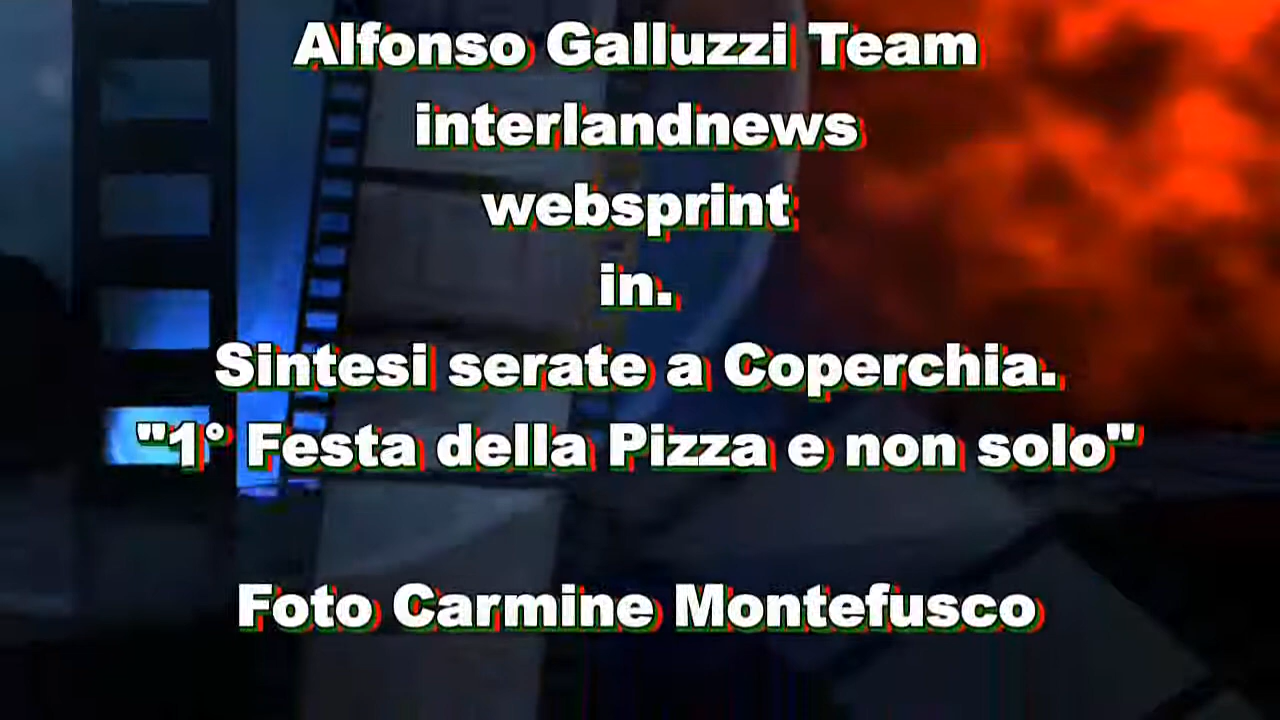 Alfonso Galluzzi Team
interlandnews
websprint
in.
Sintesi serate a Coperchia.
"1° Festa della Pizza e non solo"
Foto Carmine Montefusco